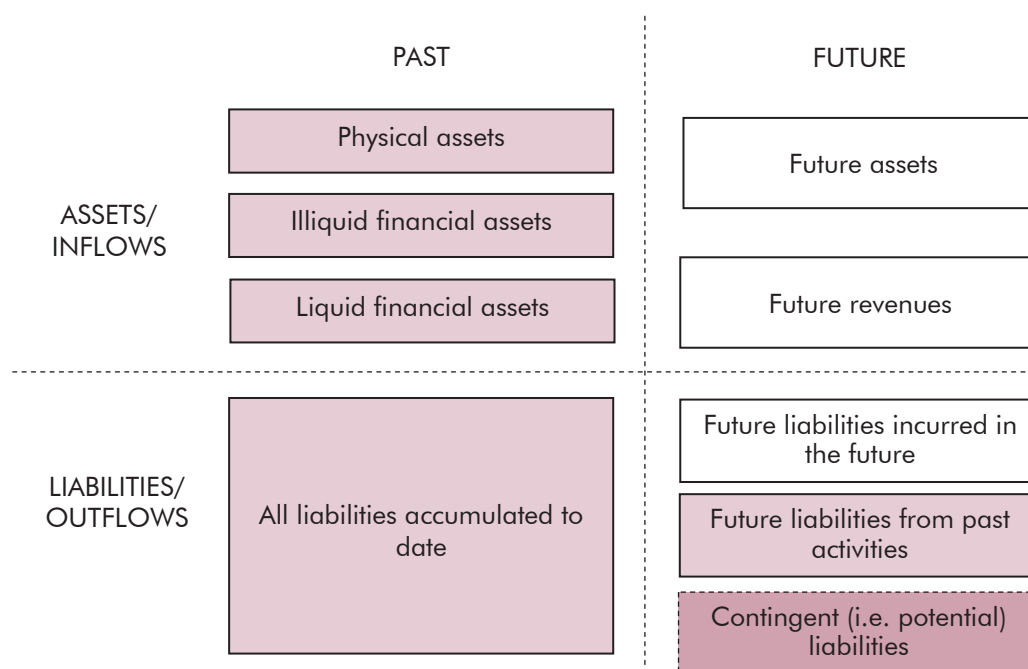 PAST
FUTURE
ASSETS/
INFLOWS
Physical assets
Illiquid financial assets
Liquid financial assets
Future assets
Future revenues
LIABILITIES/
OUTFLOWS
All liabilities accumulated to
date
Future liabilities incurred in
the future
Future liabilities from past
activities
Contingent (i.e. potential)
liabilities